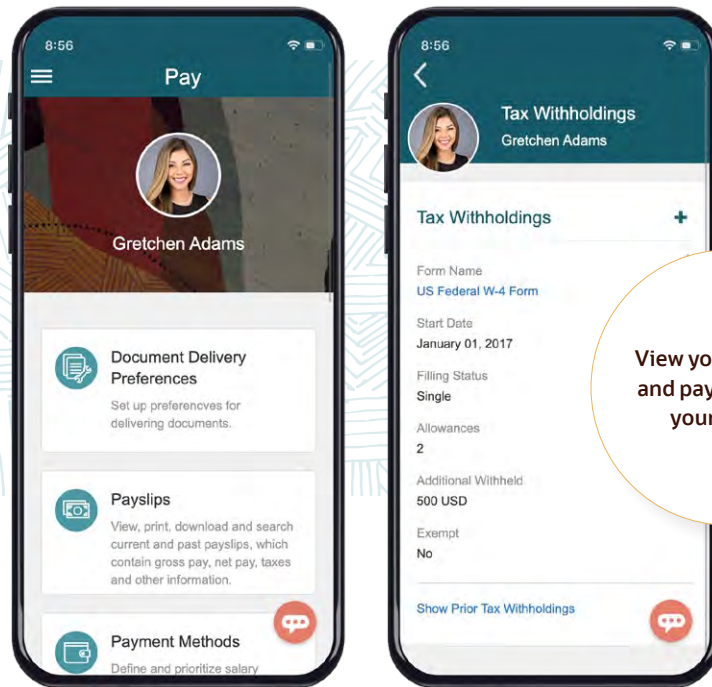 8:56
Pay
Gretchen Adams
Document Delivery
Preferences
Set up preferencves for
delivering documents.
Payslips
View, print, download and search
current and past payslips, which
contain gross pay, net pay, taxes
and other information.
Payment Methods
Define and prioritize salary
8:56
Tax Withholdings
Gretchen Adams
Tax Withholdings
+
Form Name
US Federal W-4 Form
Start Date
January 01, 2017
Filling Status
Single
Allowances
2
Additional Withheld
500 USD
Exempt
No
Show Prior Tax Withholdings
View yo
and pay
your